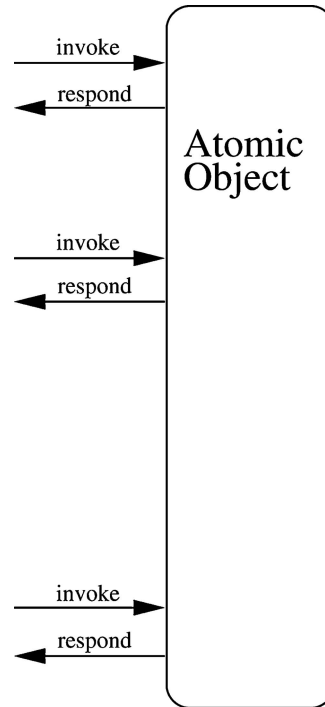 invoke
respond
Atomic
Object
invoke
respond
invoke
respond